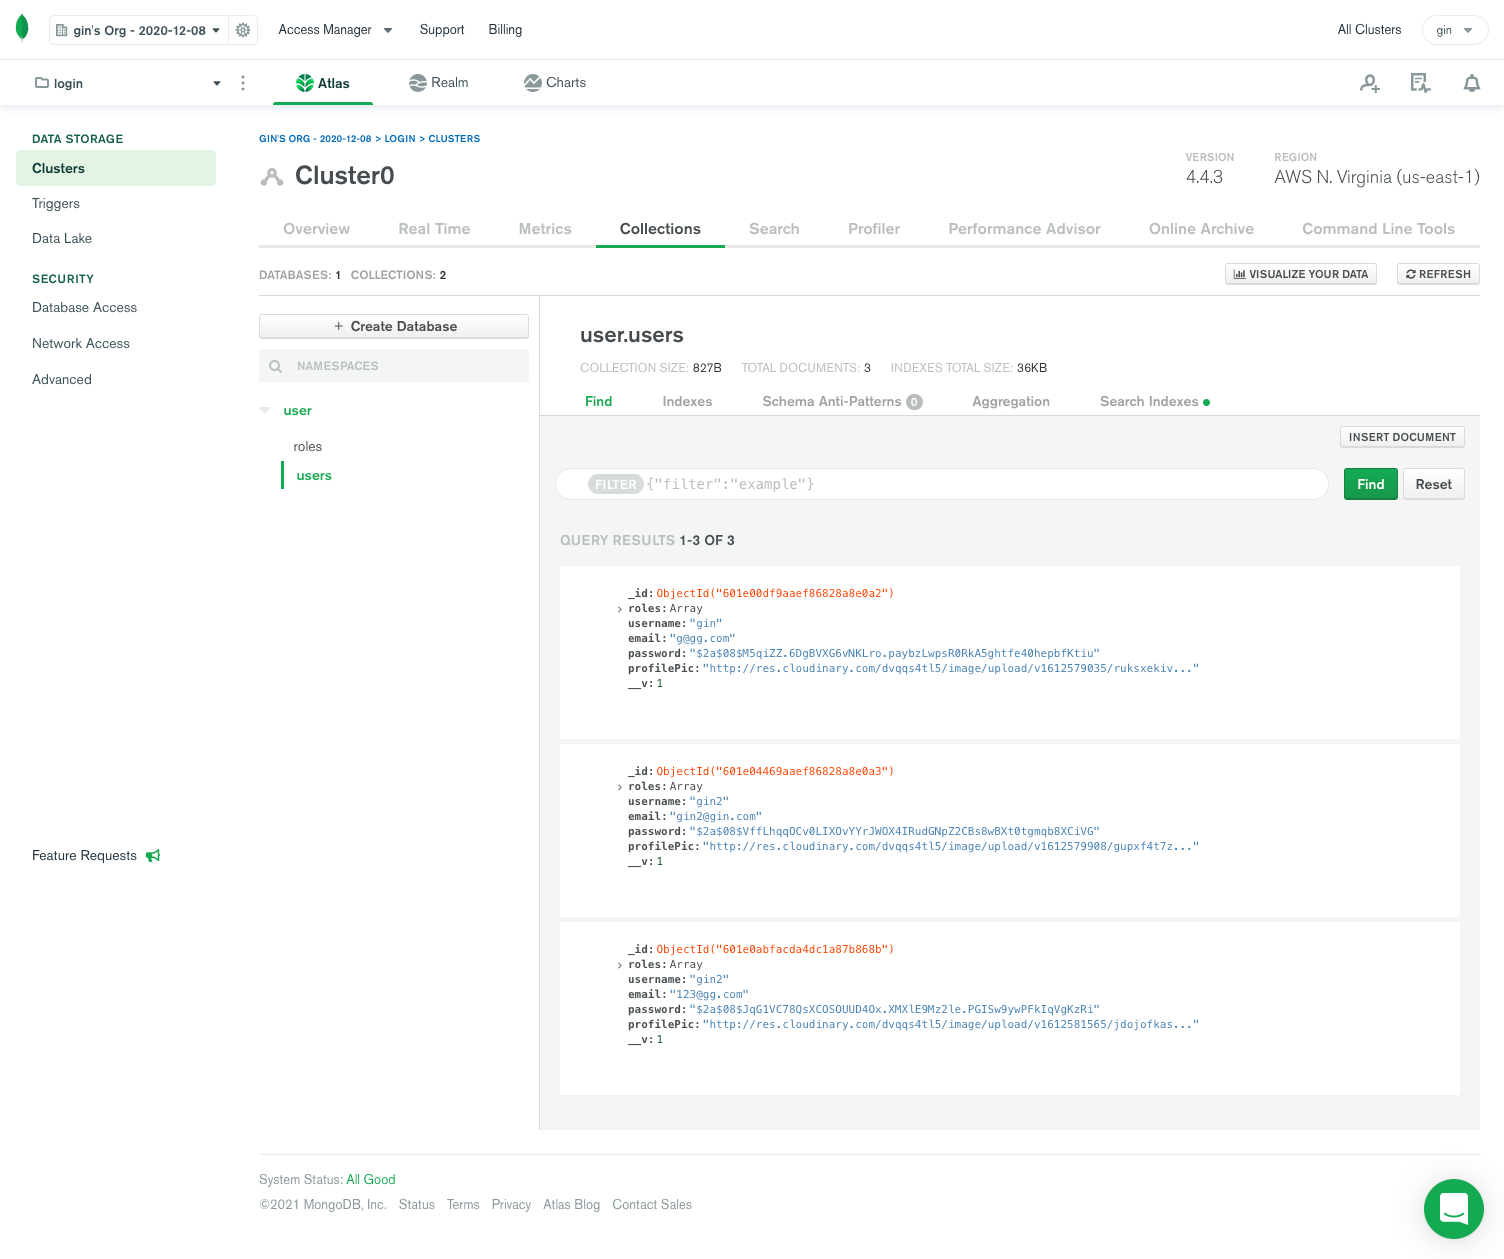 gin's Org - 2020-12-08
Access Manager
Support
Billing
All Clusters
gin
login
Atlas
Realm
Charts
DATA STORAGE
Clusters
Triggers
Data Lake
SECURITY
Database Access
Network Access
Advanced
Feature Requests
GIN'S ORG - 2020-12-08 > LOGIN > CLUSTERS
Cluster0
VERSION
4.4.3
REGION
AWS N. Virginia (us-east-1)
Overview
Real Time
Metrics
Collections
Search
Profiler
Performance Advisor
Online Archive
Command Line Tools
DATABASES: 1 COLLECTIONS: 2
VISUALIZE YOUR DATA
REFRESH
+ Create Database
NAMESPACES
user
roles
users
user.users
COLLECTION SIZE: 827B TOTAL DOCUMENTS: 3 INDEXES TOTAL SIZE: 36KB
Find
Indexes
Schema Anti-Patterns 0
Aggregation
Search Indexes
INSERT DOCUMENT
FILTER {"filter":"example"}
Find
Reset
QUERY RESULTS 1-3 OF 3
_id: ObjectId("601e00df9aaef86828a8e0a2")
roles: Array
username: "gin"
email: "g@gg.com"
password: "$2a$08$M5qiZZ.6DgBVXG6vNKLro.paybzLwpsR0RkA5ghtfe40hepbfKtiu"
profilePic: "http://res.cloudinary.com/dvqqs4tl5/image/upload/v1612579035/ruksxekiv..."
__v: 1
_id: ObjectId("601e04469aaef86828a8e0a3")
roles: Array
username: "gin2"
email: "gin2@gin.com"
password: "$2a$08$VffLhqqOCv0LIXOvYYrJWOX4IRudGNpZ2CBs8wBXt0tgmqb8XCiVG"
profilePic: "http://res.cloudinary.com/dvqqs4tl5/image/upload/v1612579908/gupxf4t7z..."
__v: 1
_id: ObjectId("601e0abfacda4dc1a87b868b")
roles: Array
username: "gin2"
email: "123@gg.com"
password: "$2a$08$JqG1VC78QsXCOSOUUD4Ox.XMXlE9Mz2le.PGISw9ywPFkIqVgKzRi"
profilePic: "http://res.cloudinary.com/dvqqs4tl5/image/upload/v1612581565/jdojofkas..."
__v: 1
System Status: All Good
©2021 MongoDB, Inc. Status Terms Privacy Atlas Blog Contact Sales